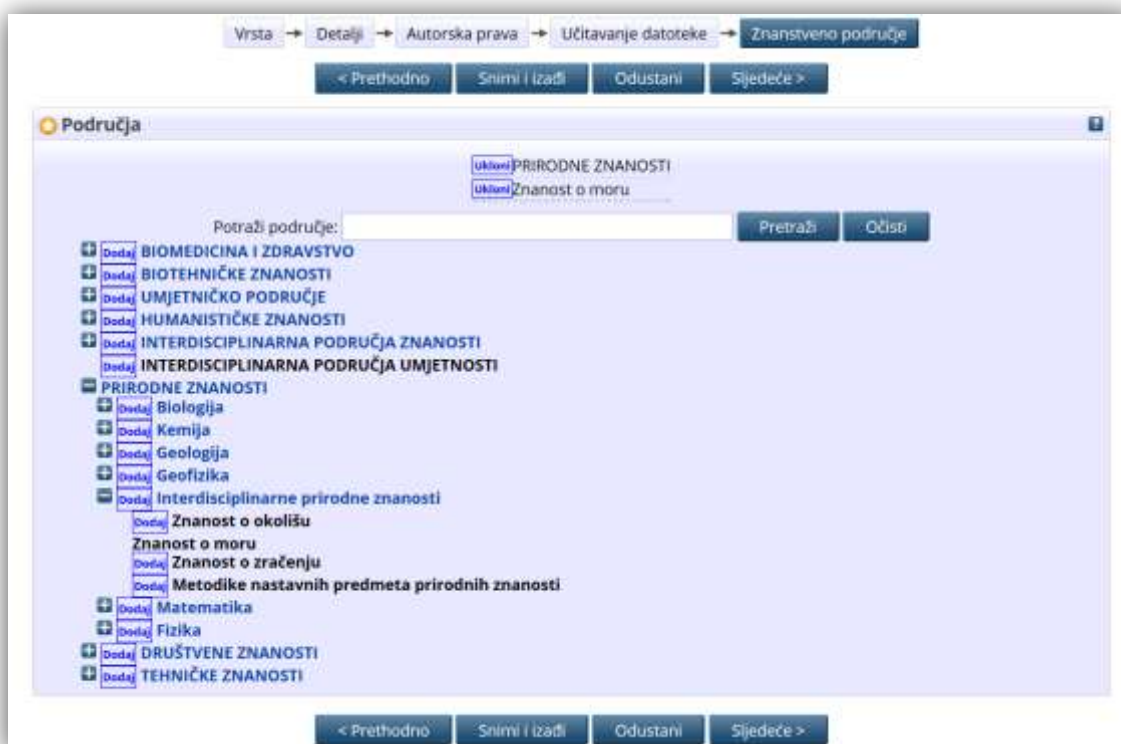 Vrsta → Detalji → Autorska prava → Učitavanje datoteke → Znanstveno područje
< Prethodno Snimi i izađi Odustani Sljedeće >
Područja
Ukloni PRIRODNE ZNANOSTI
Ukloni Znanost o moru
Potraži područje: Pretraži Očisti
Dodaj BIOMEDICINA I ZDRAVSTVO
Dodaj BIOTEHNIČKE ZNANOSTI
Dodaj UMJETNIČKO PODRUČJE
Dodaj HUMANISTIČKE ZNANOSTI
Dodaj INTERDISCIPLINARNA PODRUČJA ZNANOSTI
Dodaj INTERDISCIPLINARNA PODRUČJA UMJETNOSTI
PRIRODNE ZNANOSTI
Dodaj Biologija
Dodaj Kemija
Dodaj Geologija
Dodaj Geofizika
Dodaj Interdisciplinarne prirodne znanosti
Dodaj Znanost o okolišu
Znanost o moru
Dodaj Znanost o zračenju
Dodaj Metodike nastavnih predmeta prirodnih znanosti
Dodaj Matematika
Dodaj Fizika
Dodaj DRUŠTVENE ZNANOSTI
Dodaj TEHNIČKE ZNANOSTI
< Prethodno Snimi i izađi Odustani Sljedeće >